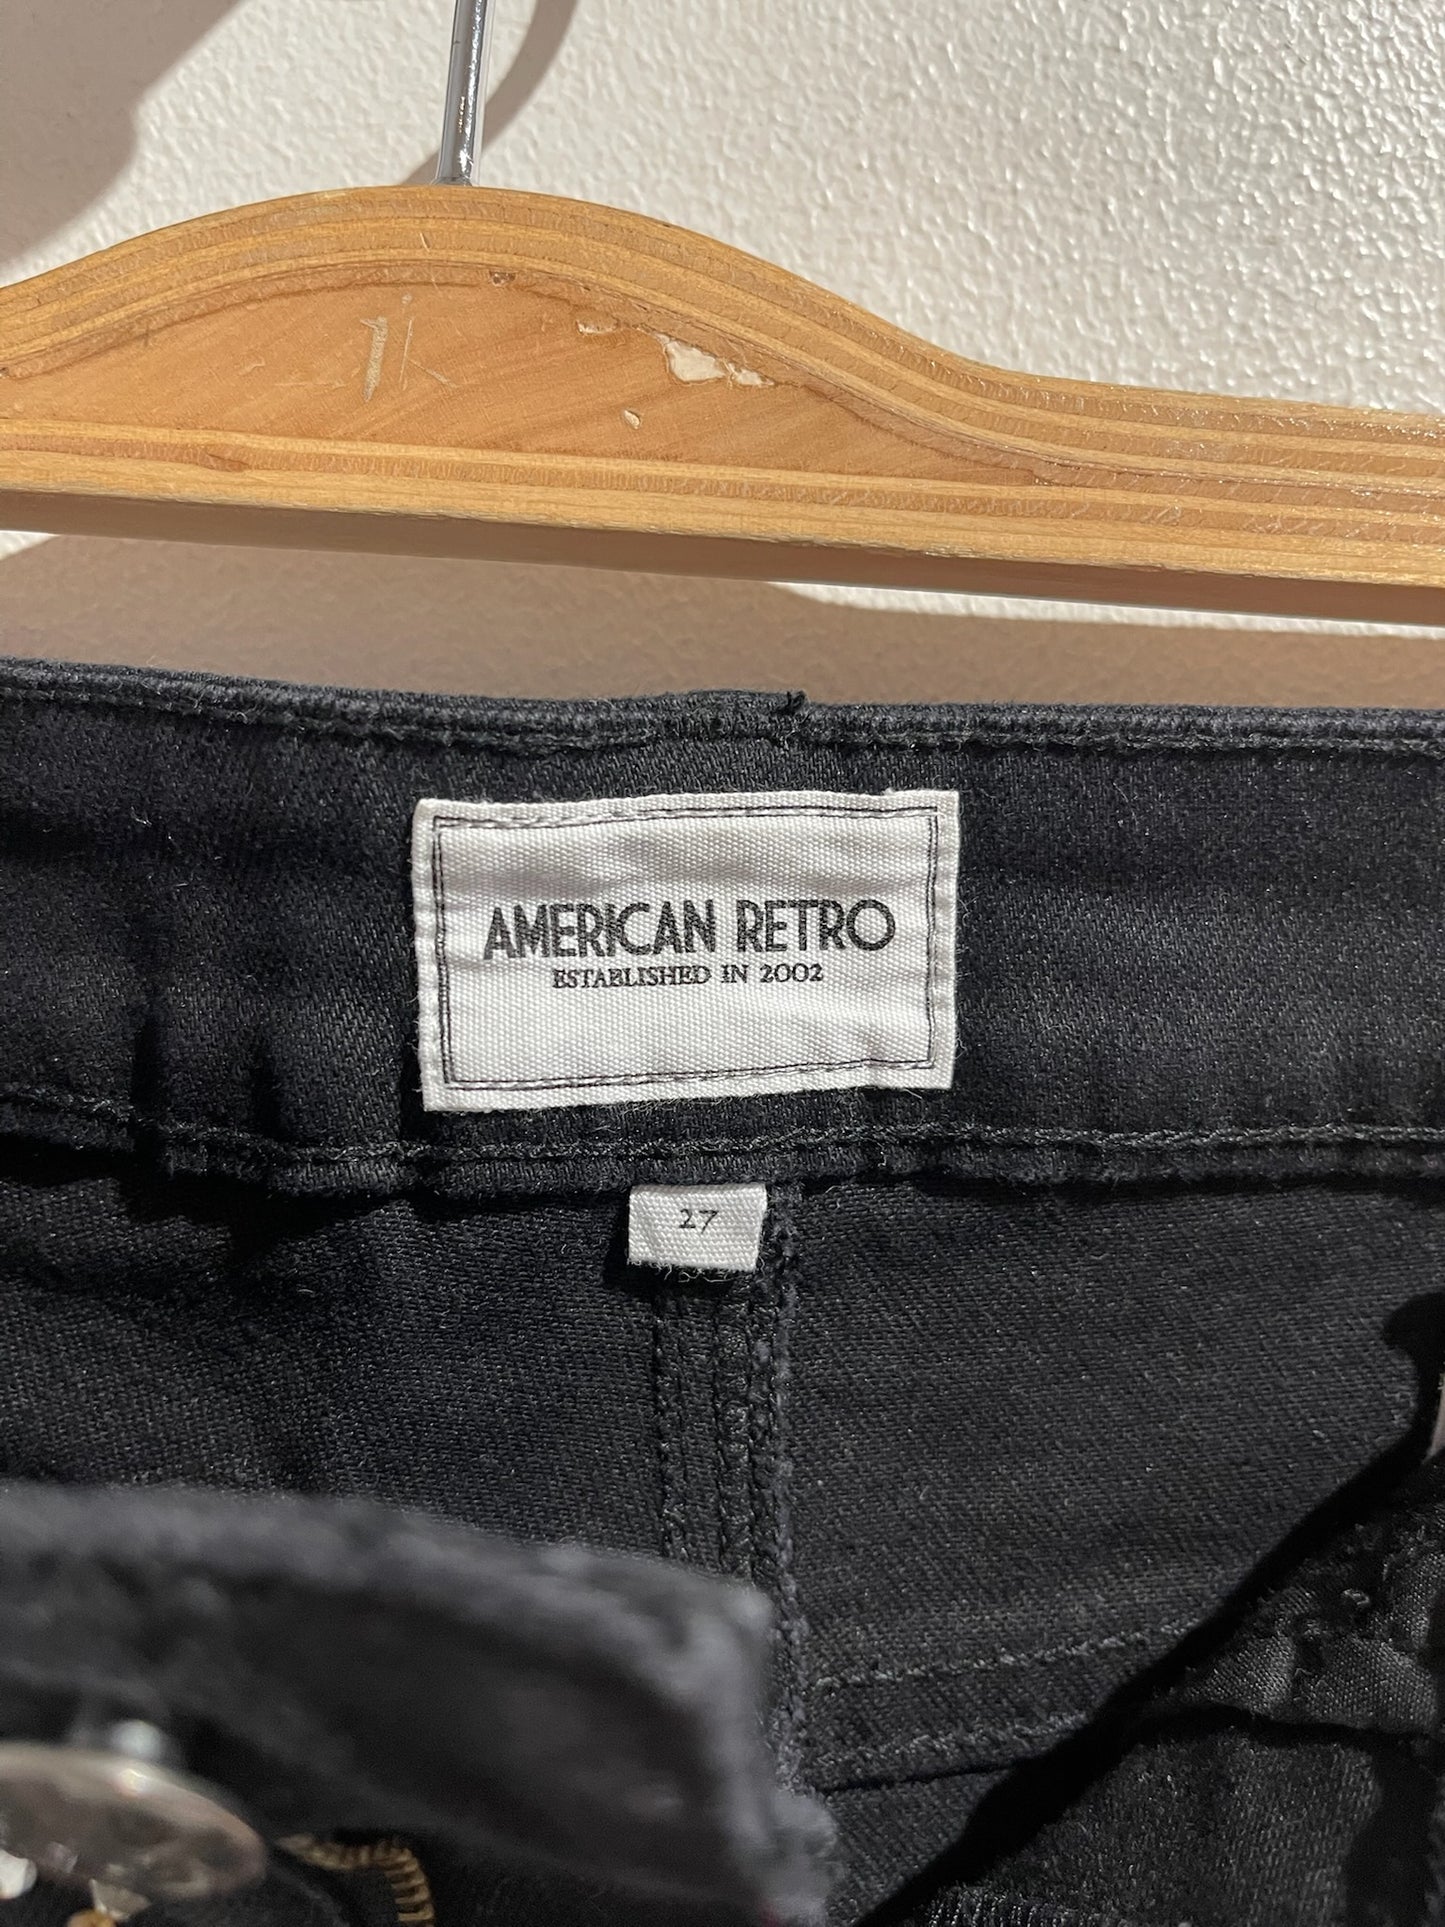 AMERICAN RETRO
ESTABLISHED IN 2002
27